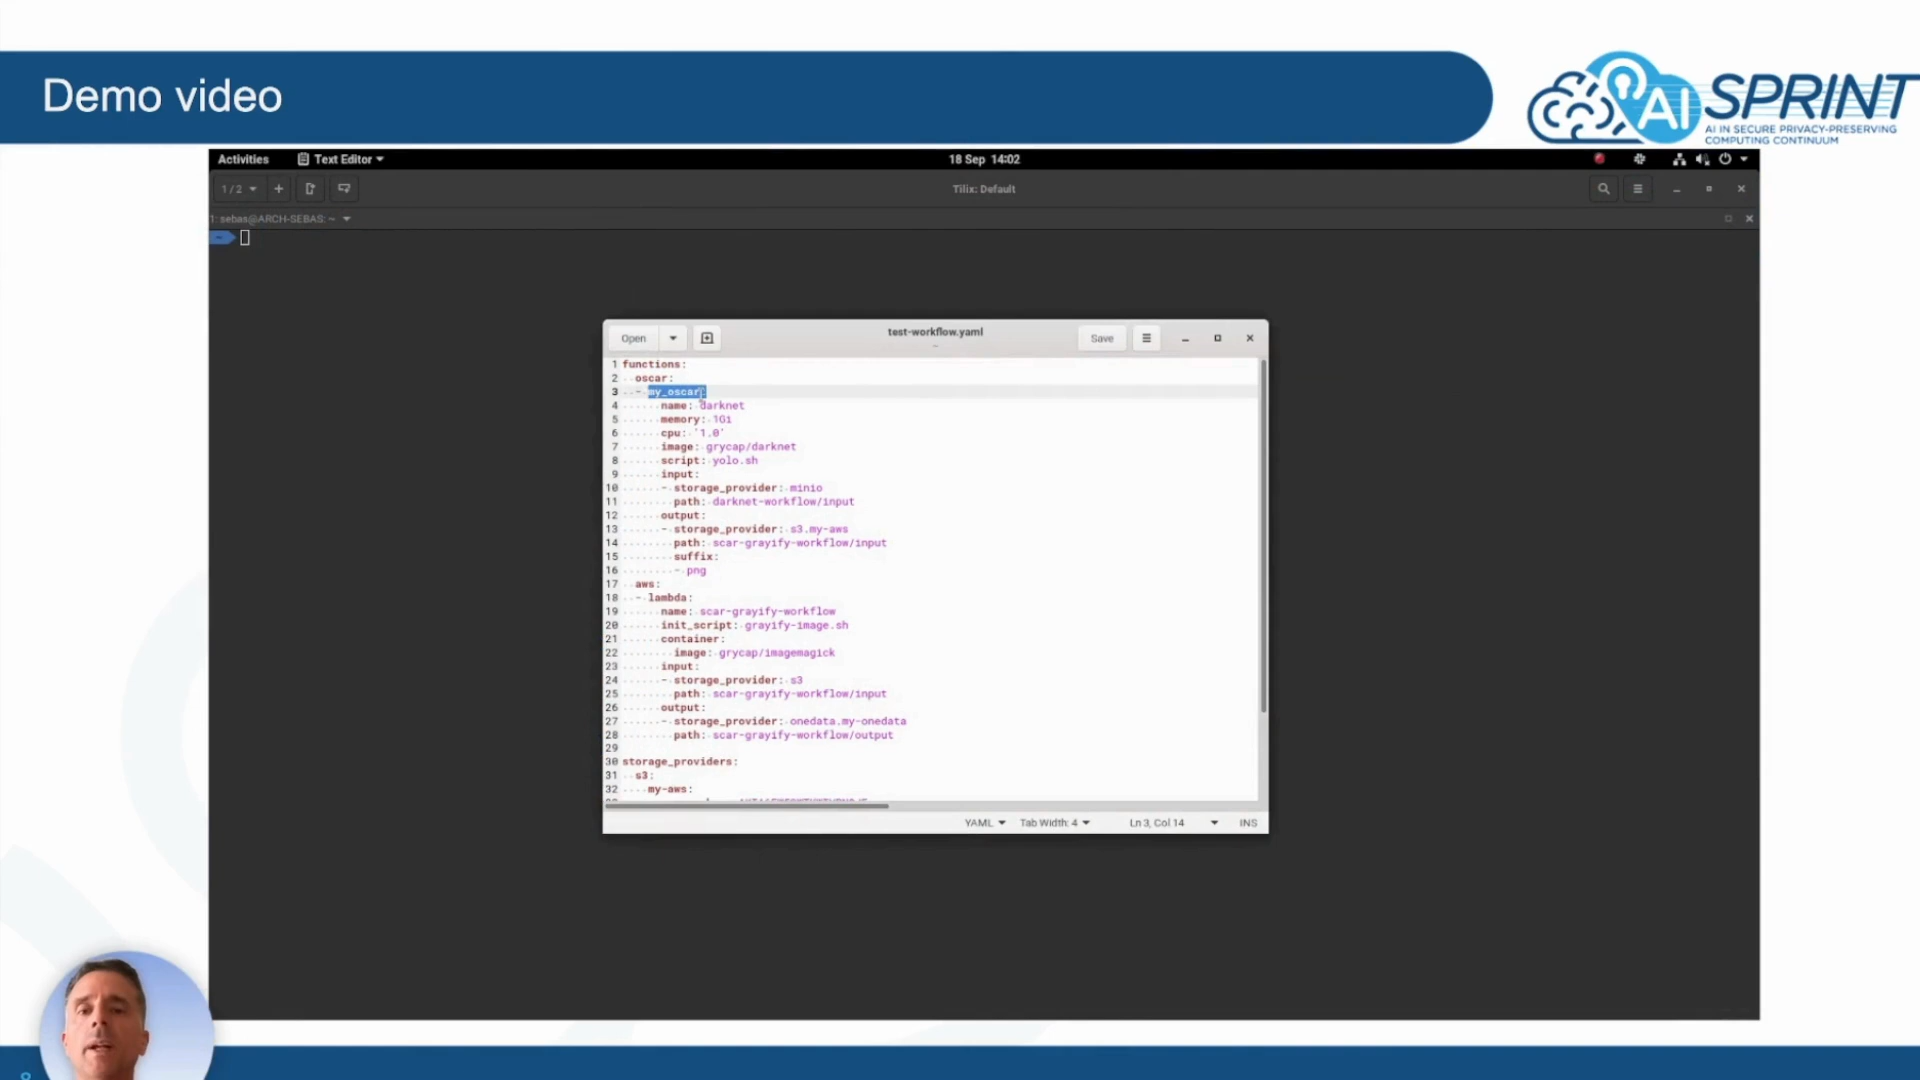 Demo video
AI SPRINT
AI IN SECURE PRIVACY-PRESERVING
COMPUTING CONTINUUM
Activities Text Editor 18 Sep 14:02
1 / 2 Tilix: Default
1: sebas@ARCH-SEBAS: ~
~
Open test-workflow.yaml Save
1 functions:
2 oscar:
3 - my_oscar:
4 name: darknet
5 memory: 1Gi
6 cpu: '1.0'
7 image: grycap/darknet
8 script: yolo.sh
9 input:
10 - storage_provider: minio
11 path: darknet-workflow/input
12 output:
13 - storage_provider: s3.my-aws
14 path: scar-grayify-workflow/input
15 suffix:
16 - png
17 aws:
18 - lambda:
19 name: scar-grayify-workflow
20 init_script: grayify-image.sh
21 container:
22 image: grycap/imagemagick
23 input:
24 - storage_provider: s3
25 path: scar-grayify-workflow/input
26 output:
27 - storage_provider: onedata.my-onedata
28 path: scar-grayify-workflow/output
29
30 storage_providers:
31 s3:
32 my-aws:
YAML Tab Width: 4 Ln 3, Col 14 INS